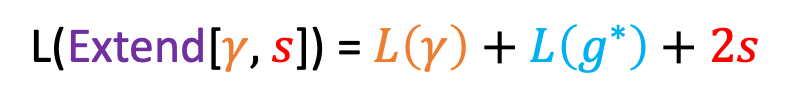 L(Extend[γ, s]) = L(γ) + L(g*) + 2s